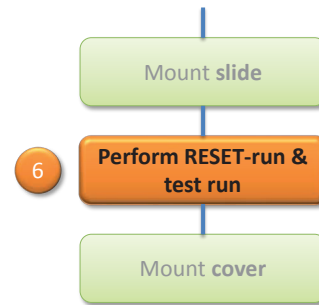 Mount slide
6
Perform RESET-run &
test run
Mount cover